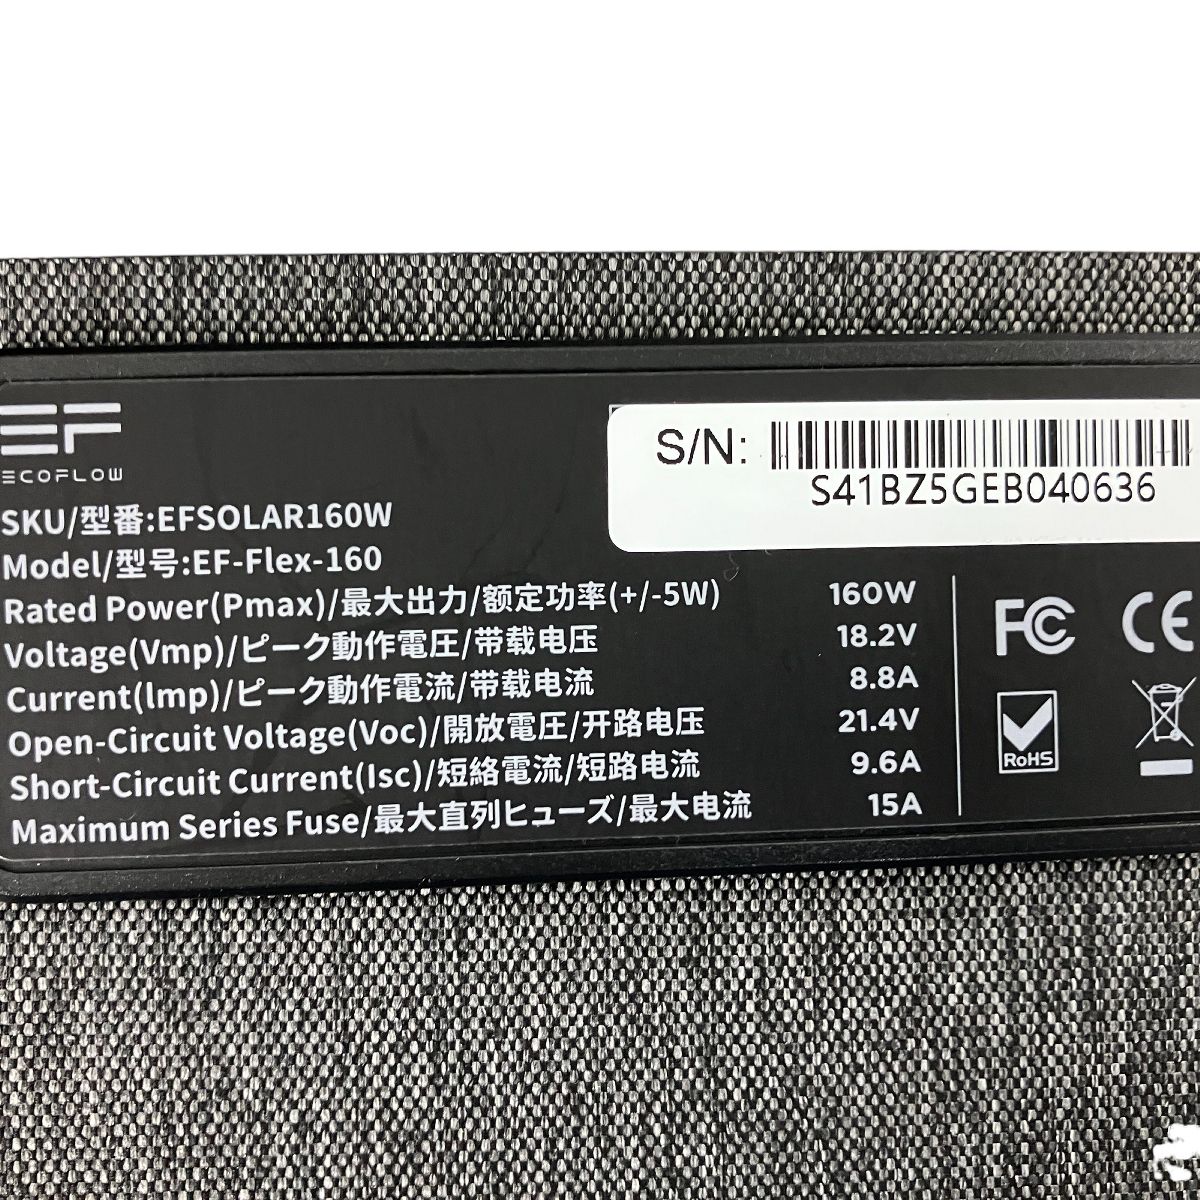 EF
ECOFLOW
S/N:
S41BZ5GEB040636
SKU/型番:EFSOLAR160W
Model/型号:EF-Flex-160
Rated Power(Pmax)/最大出力/额定功率(+/-5W) 160W
Voltage(Vmp)/ピーク動作電圧/带载电压 18.2V
Current(lmp)/ピーク動作電流/带载电流 8.8A
Open-Circuit Voltage(Voc)/開放電圧/开路电压 21.4V
Short-Circuit Current(Isc)/短絡電流/短路电流 9.6A
Maximum Series Fuse/最大直列ヒューズ/最大电流 15A
FC CE
RoHS